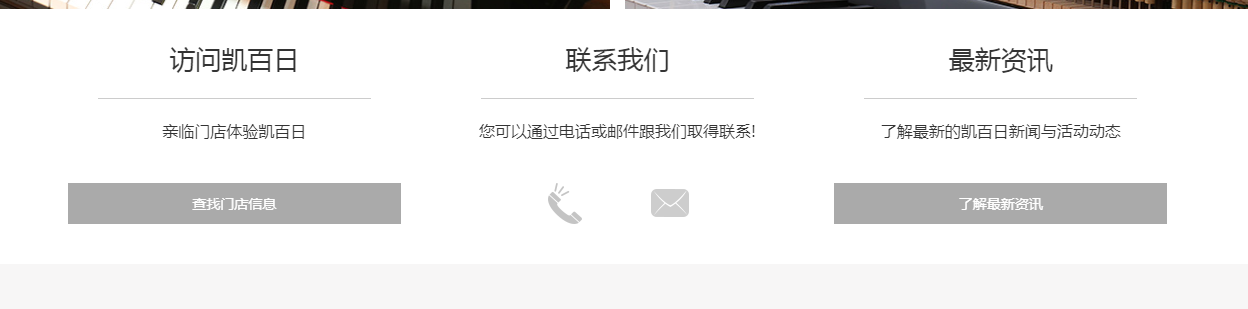 访问凯百日
亲临门店体验凯百日
查找门店信息
联系我们
您可以通过电话或邮件跟我们取得联系!
最新资讯
了解最新的凯百日新闻与活动动态
了解最新资讯